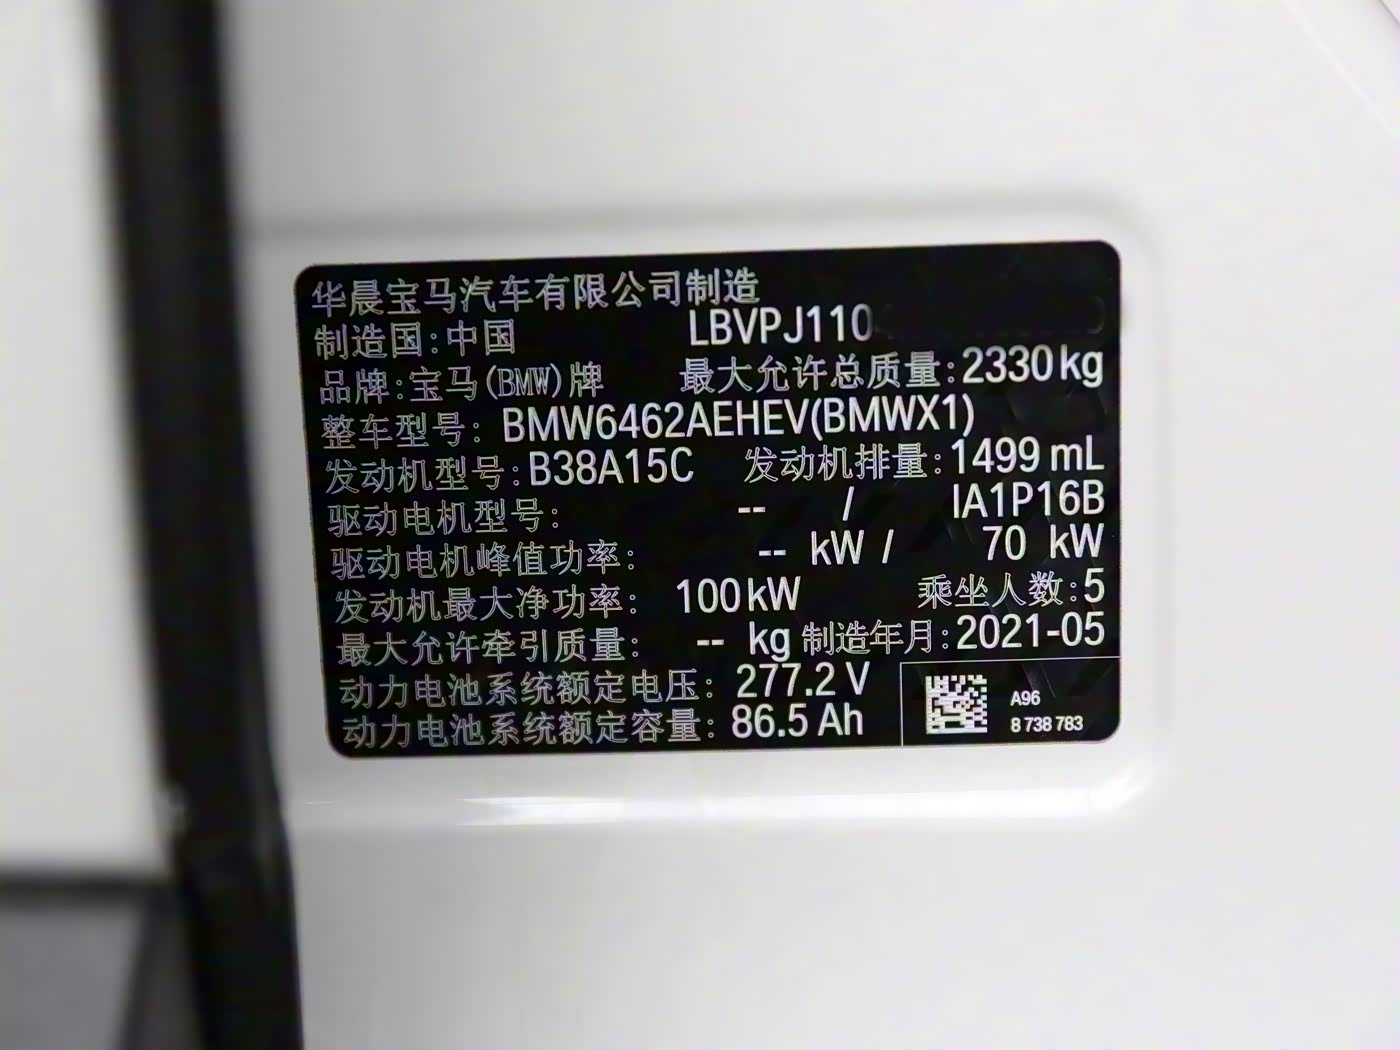 华晨宝马汽车有限公司制造
制造国:中国 LBVPJ110
品牌:宝马(BMW)牌 最大允许总质量:2330kg
整车型号: BMW6462AEHEV(BMWX1)
发动机型号:B38A15C 发动机排量:1499 mL
驱动电机型号: -- / IA1P16B
驱动电机峰值功率: -- kW / 70 kW
发动机最大净功率: 100kW 乘坐人数:5
最大允许牵引质量: -- kg 制造年月:2021-05
动力电池系统额定电压: 277.2 V
动力电池系统额定容量: 86.5 Ah
A96
8 738 783